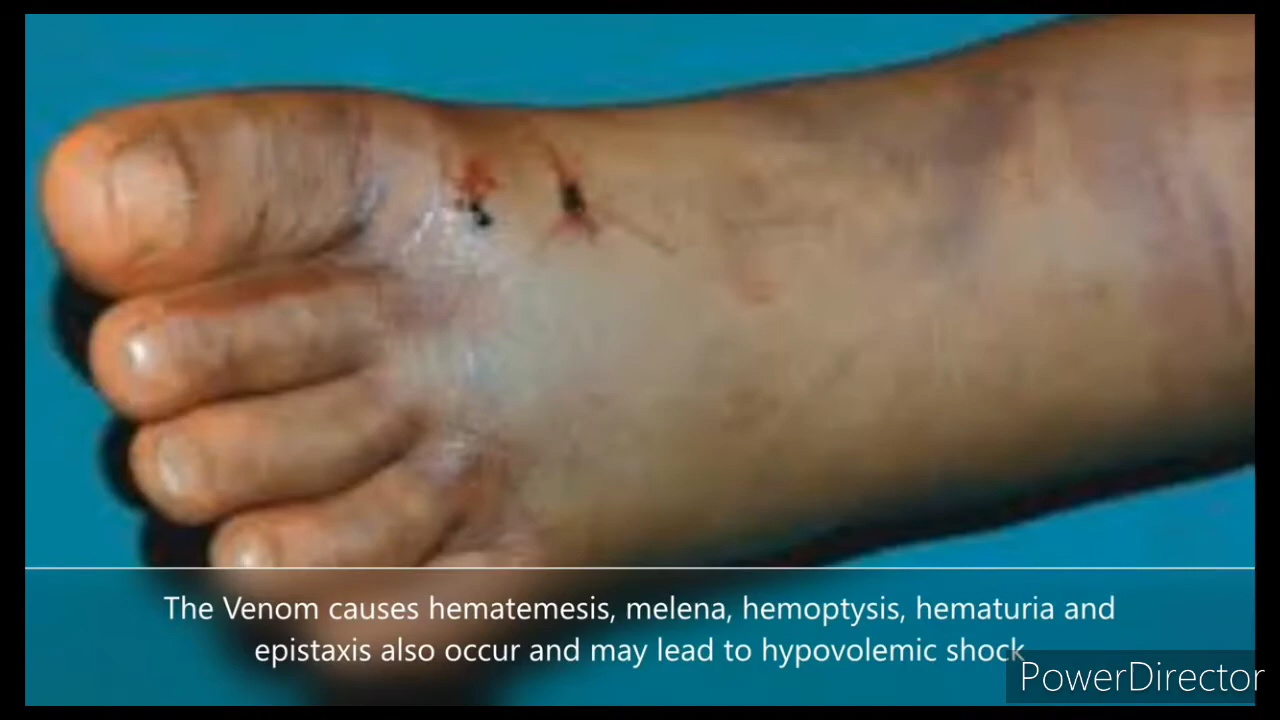 The Venom causes hematemesis, melena, hemoptysis, hematuria and
epistaxis also occur and may lead to hypovolemic shock
PowerDirector